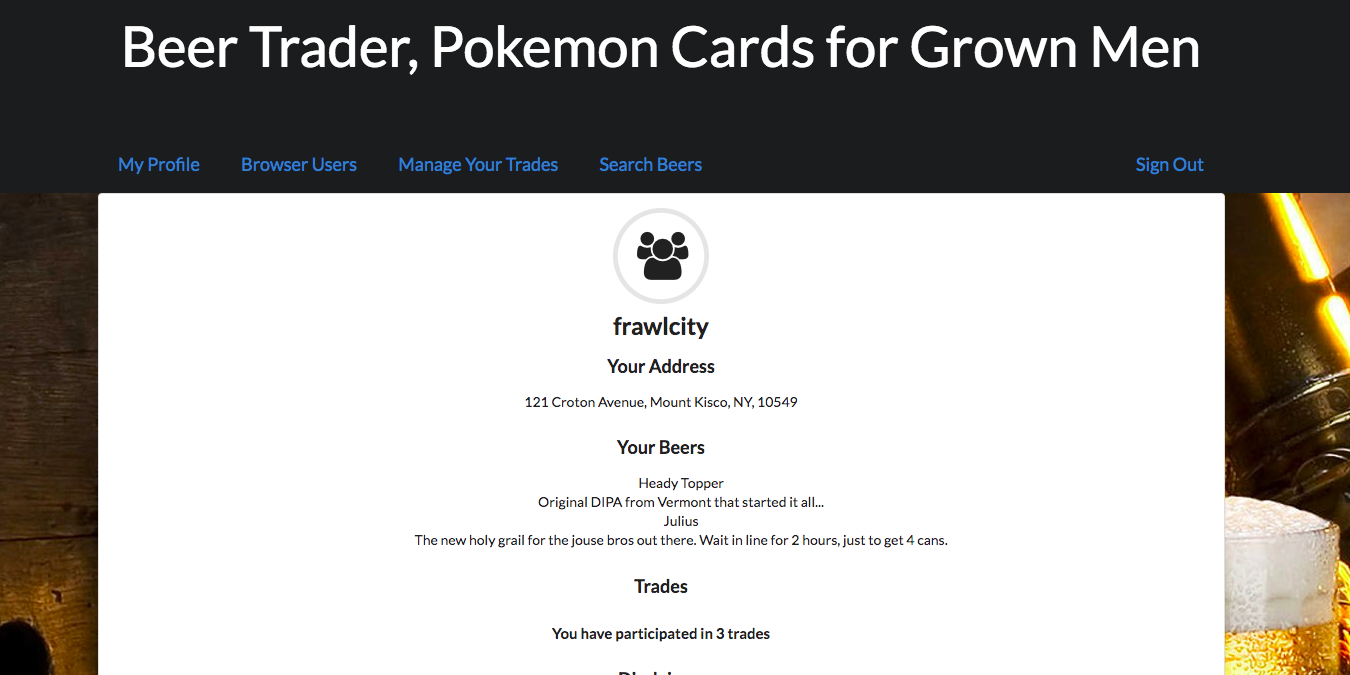 Beer Trader, Pokemon Cards for Grown Men
My Profile Browser Users Manage Your Trades Search Beers Sign Out
frawlcity
Your Address
121 Croton Avenue, Mount Kisco, NY, 10549
Your Beers
Heady Topper
Original DIPA from Vermont that started it all...
Julius
The new holy grail for the jouse bros out there. Wait in line for 2 hours, just to get 4 cans.
Trades
You have participated in 3 trades